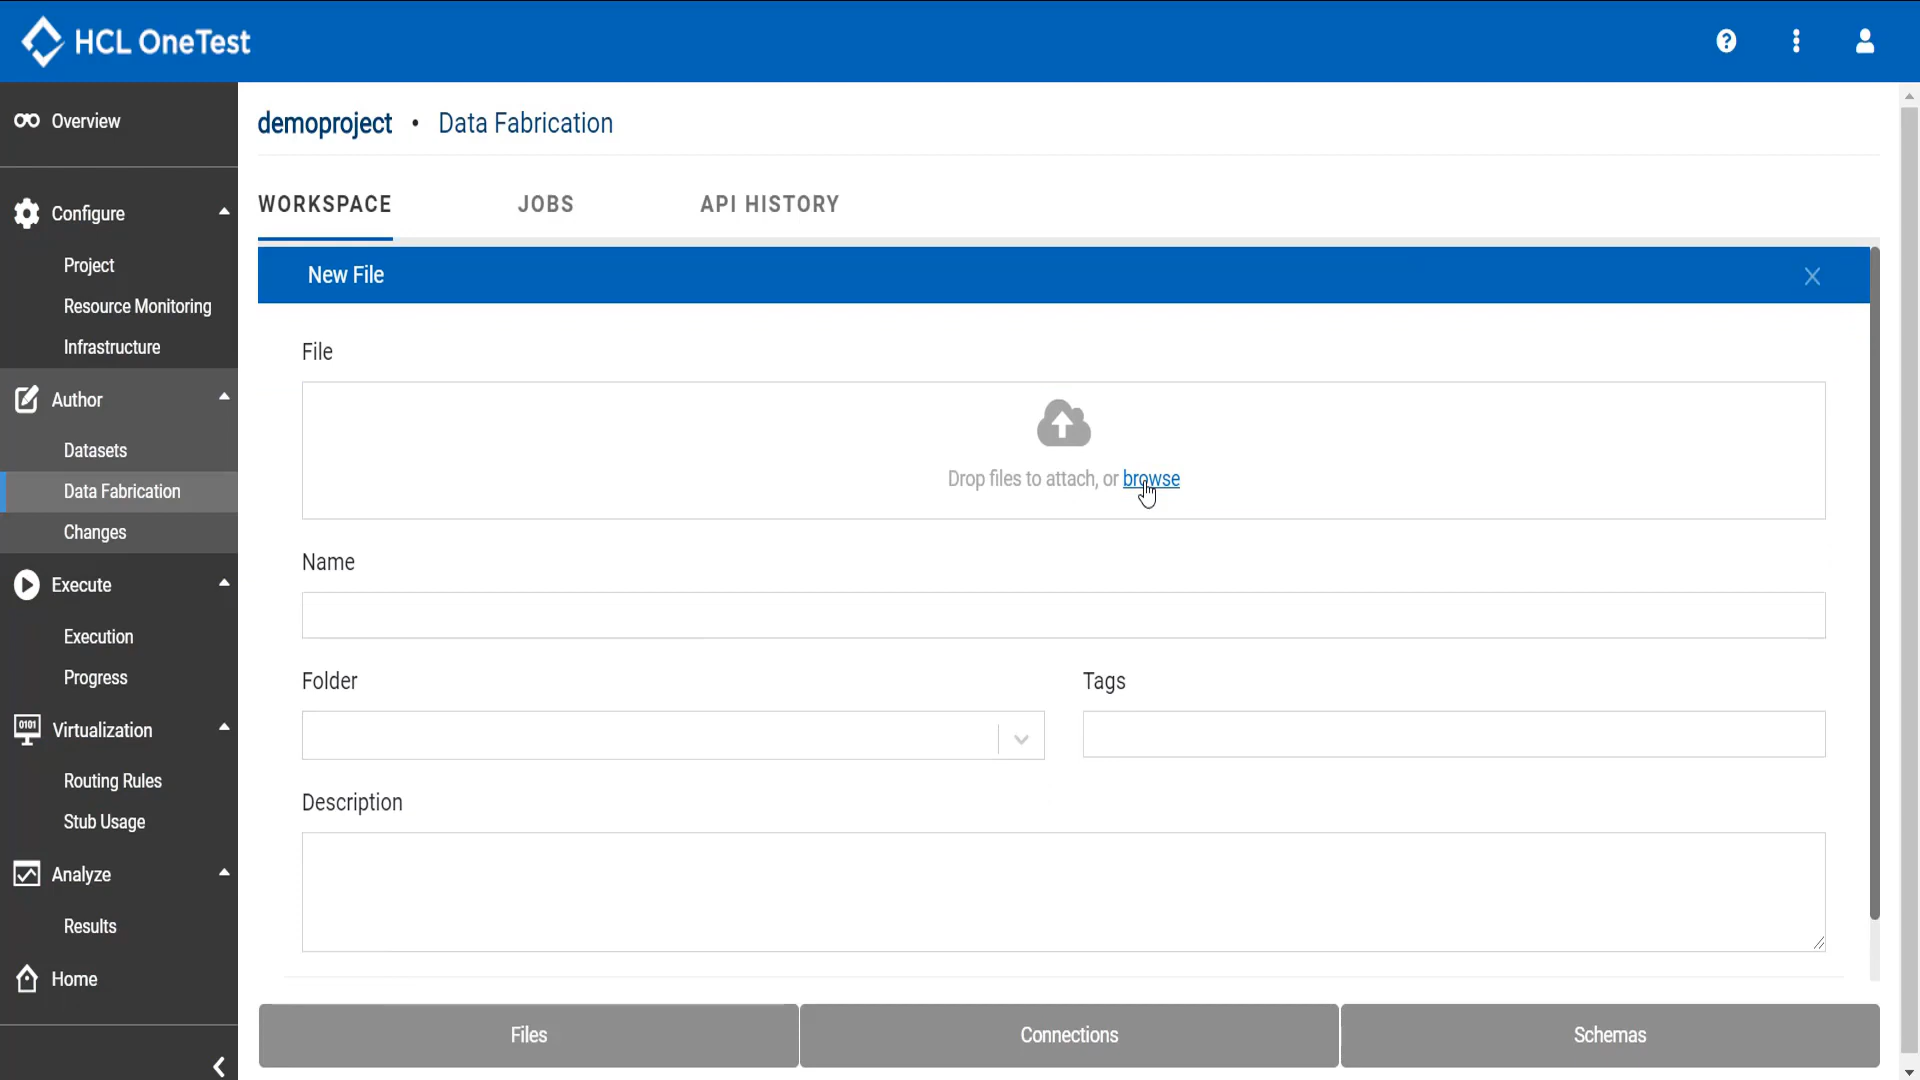 HCL OneTest
Overview
Configure
Project
Resource Monitoring
Infrastructure
Author
Datasets
Data Fabrication
Changes
Execute
Execution
Progress
0101 Virtualization
Routing Rules
Stub Usage
Analyze
Results
Home
demoproject • Data Fabrication
WORKSPACE JOBS API HISTORY
New File
File
Drop files to attach, or browse
Name
Folder Tags
Description
Files Connections Schemas